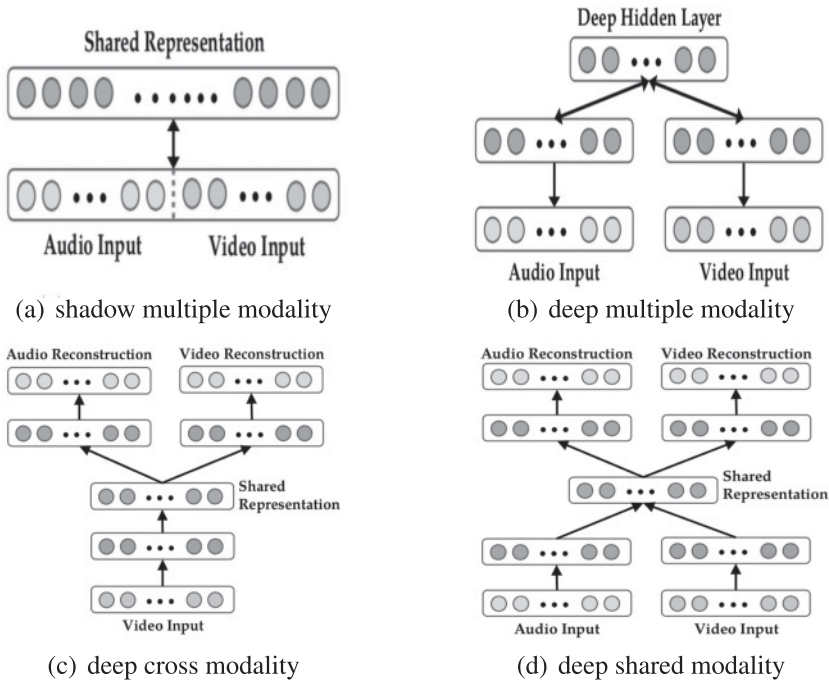 Shared Representation
Audio Input Video Input
(a) shadow multiple modality
Deep Hidden Layer
Audio Input Video Input
(b) deep multiple modality
Audio Reconstruction Video Reconstruction
Shared
Representation
Video Input
(c) deep cross modality
Audio Reconstruction Video Reconstruction
Shared
Representation
Audio Input Video Input
(d) deep shared modality